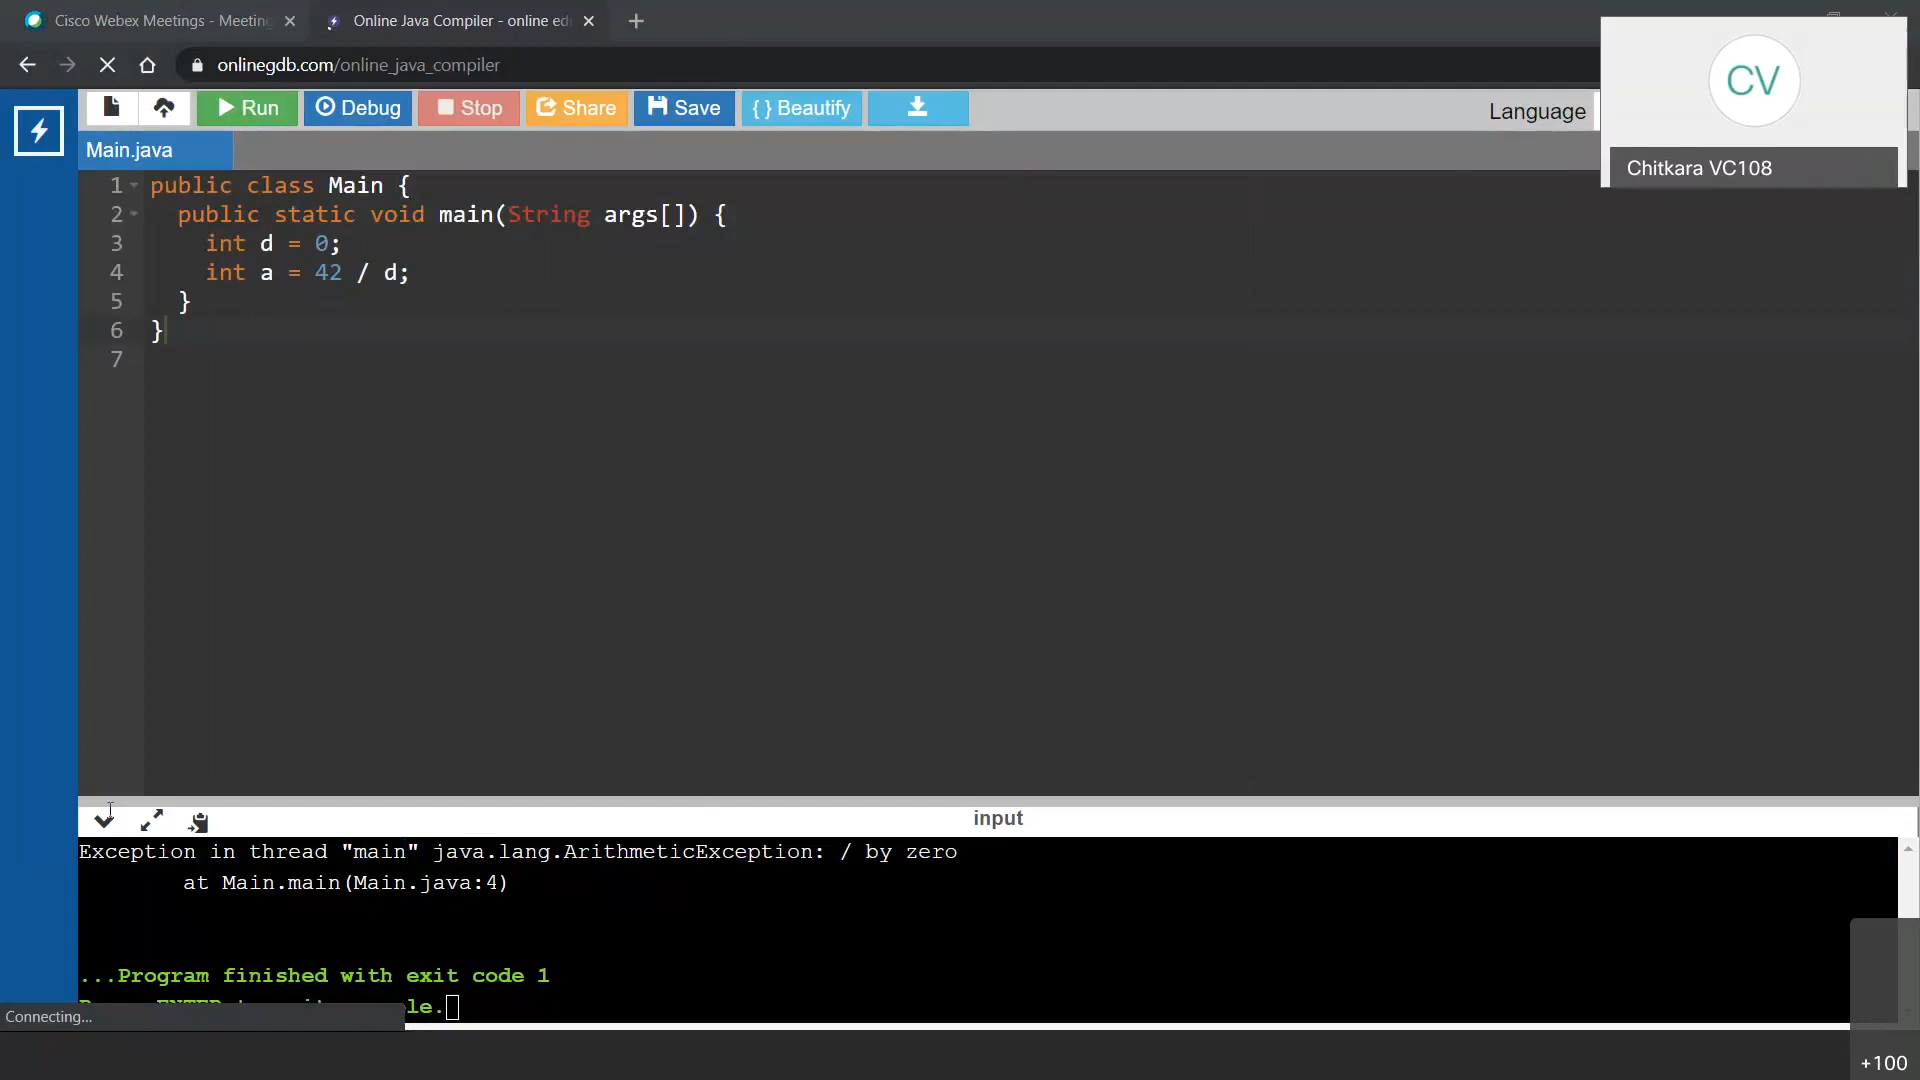 Cisco Webex Meetings - Meeting
Online Java Compiler - online ed
onlinegdb.com/online_java_compiler
Run
Debug
Stop
Share
Save
{ } Beautify
Language
CV
Chitkara VC108
Main.java
1 public class Main {
2 public static void main(String args[]) {
3 int d = 0;
4 int a = 42 / d;
5 }
6 }
7
input
Exception in thread "main" java.lang.ArithmeticException: / by zero
at Main.main(Main.java:4)
...Program finished with exit code 1
le.
Connecting...
+100